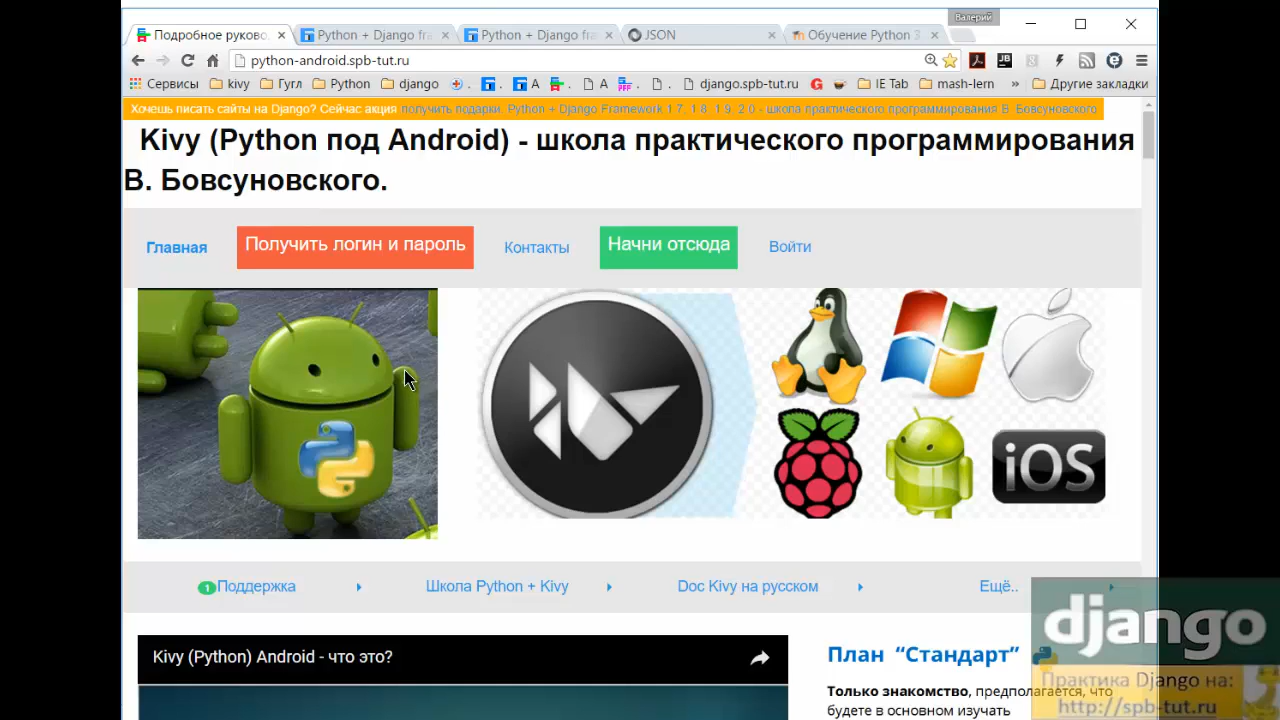 Валерий
Подробное руково
Python + Django fra
Python + Django fra
JSON
Обучение Python 3
python-android.spb-tut.ru
Сервисы kivy Гугл Python django . . A . A . . django.spb-tut.ru IE Tab mash-lern » Другие закладки
Хочешь писать сайты на Django? Сейчас акция получить подарки. Python + Django Framework 1.7, 1.8, 1.9, 2.0 - школа практического программирования В. Бовсуновского
Kivy (Python под Android) - школа практического программирования
В. Бовсуновского.
Главная
Получить логин и пароль
Контакты
Начни отсюда
Войти
iOS
1 Поддержка
Школа Python + Kivy
Doc Kivy на русском
Ещё..
Kivy (Python) Android - что это?
План “Стандарт”
Только знакомство, предполагается, что
будете в основном изучать
django
Практика Django на:
http://spb-tut.ru